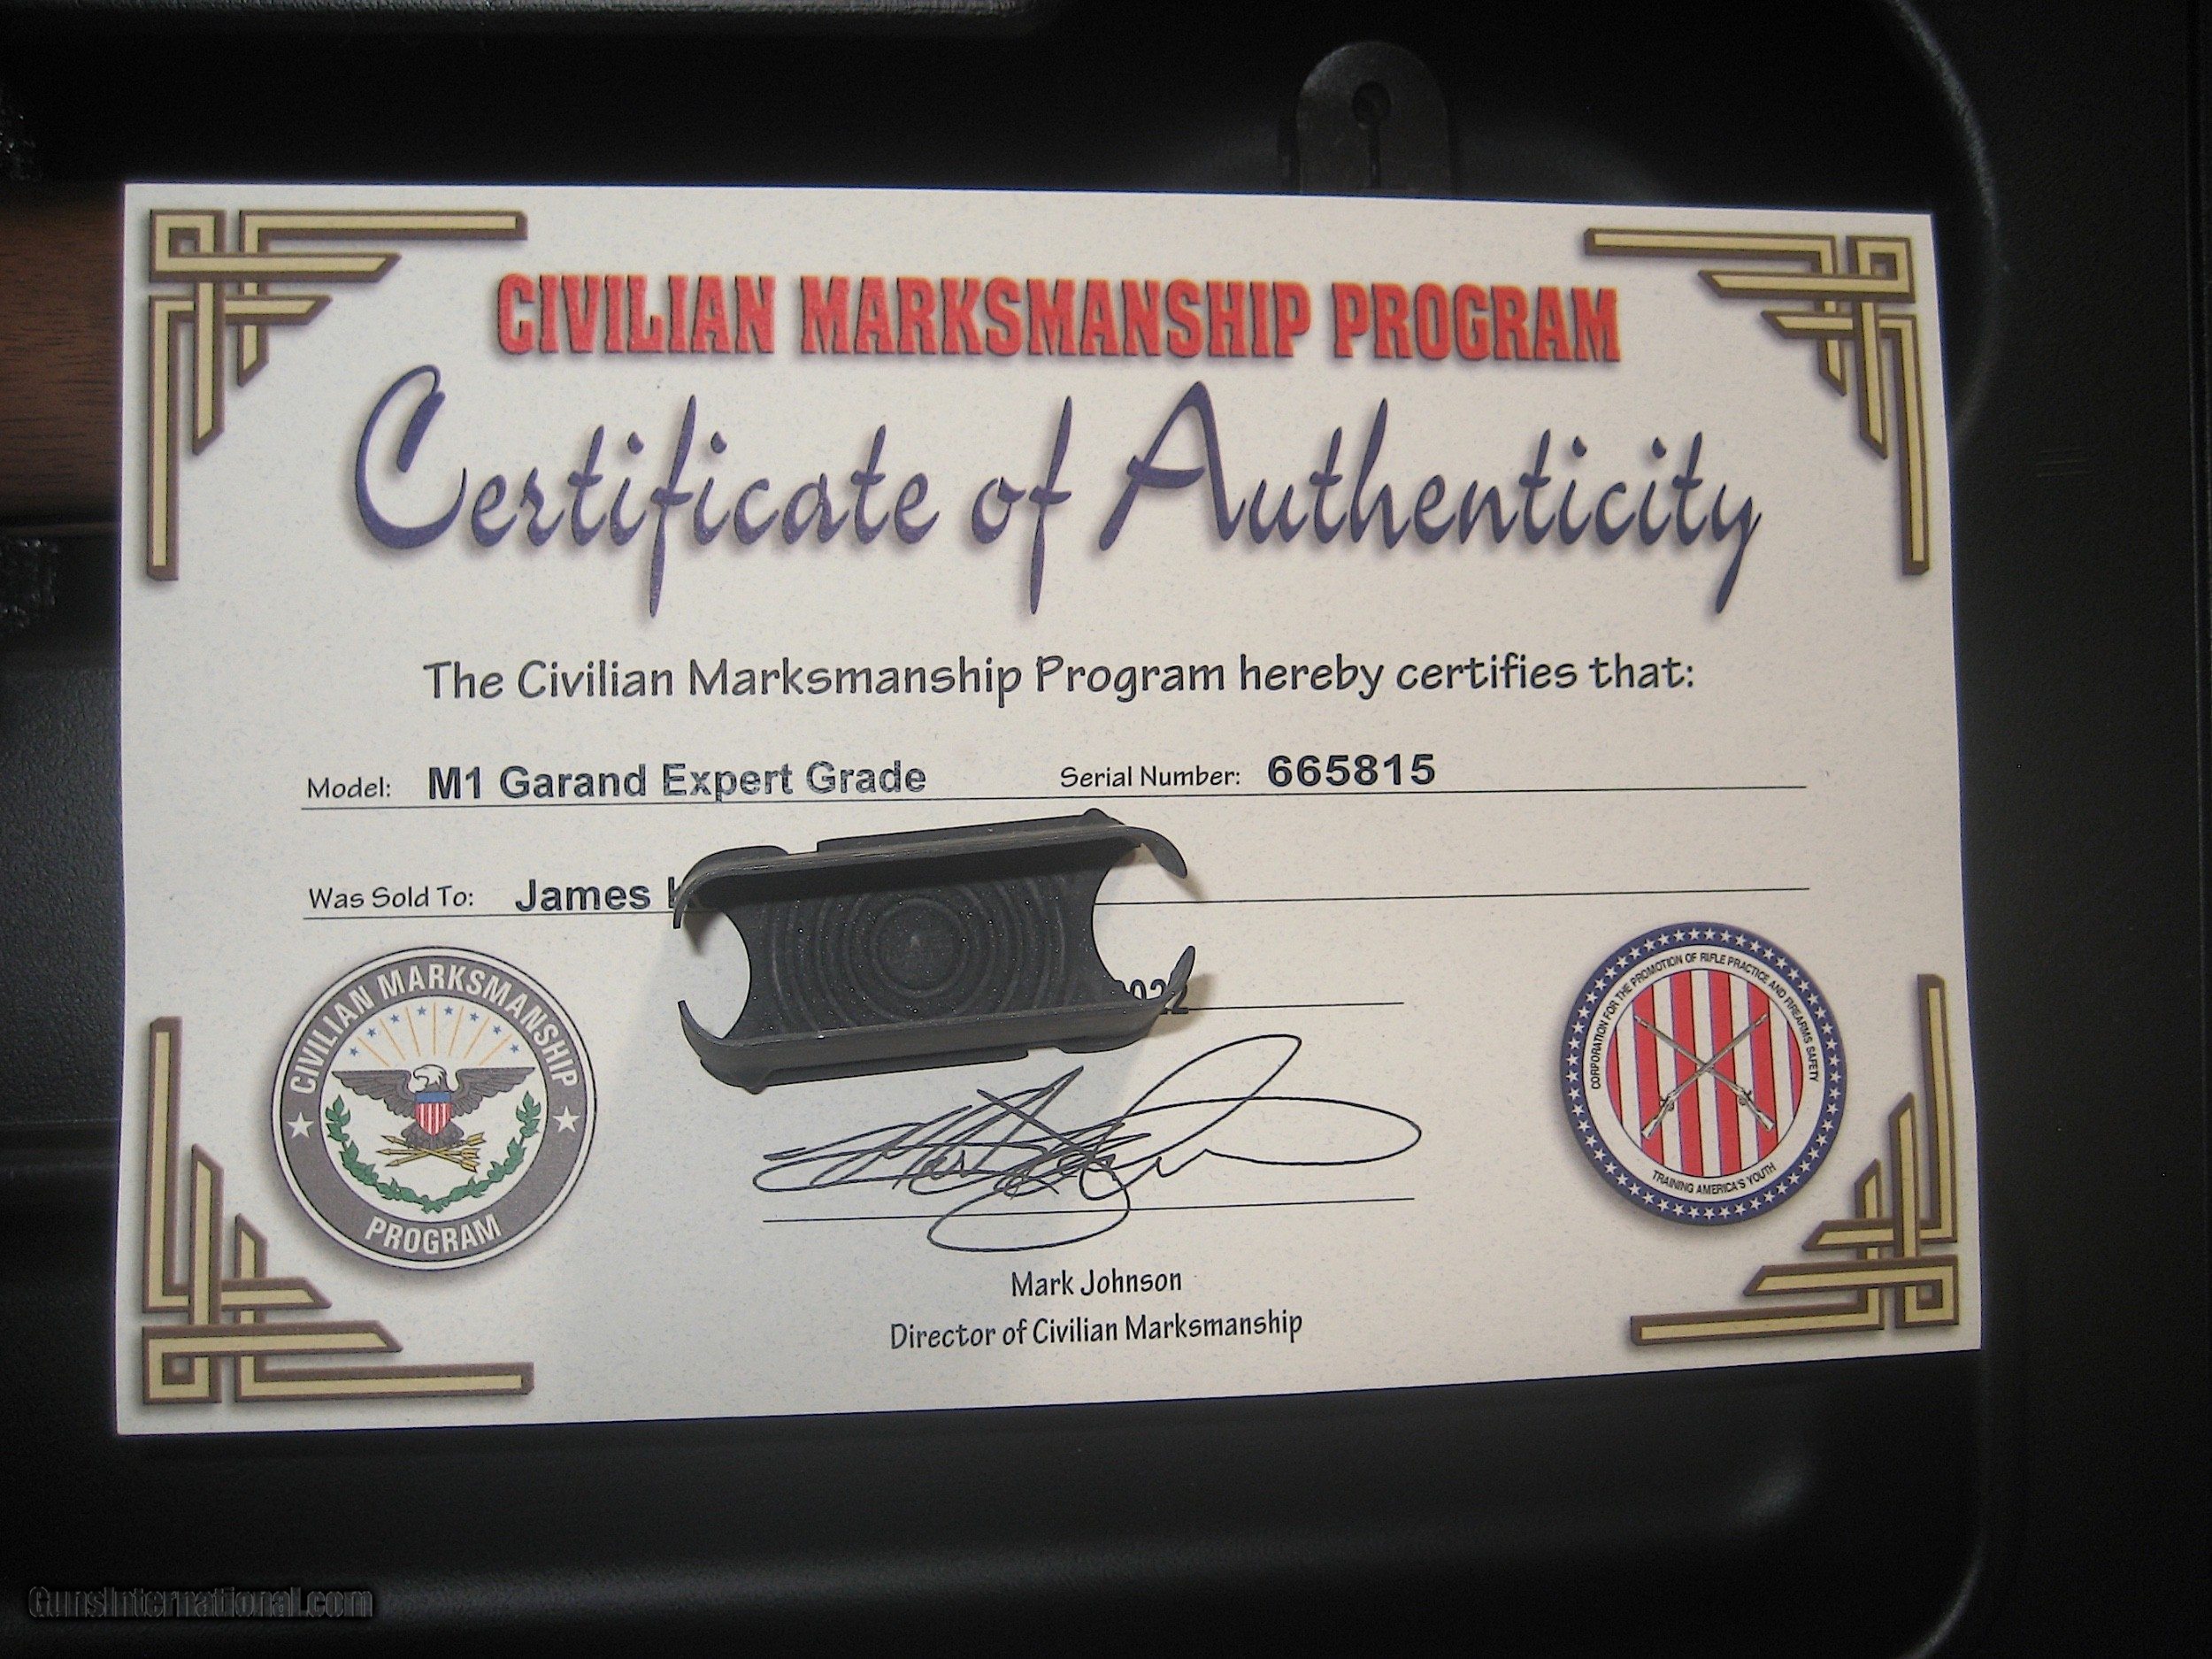 CIVILIAN MARKSMANSHIP PROGRAM
Certificate of Authenticity
The Civilian Marksmanship Program hereby certifies that:
Model: M1 Garand Expert Grade Serial Number: 665815
Was Sold To: James
CIVILIAN MARKSMANSHIP
PROGRAM
CORPORATION FOR THE PROMOTION OF RIFLE PRACTICE AND FIREARMS SAFETY
TRAINING AMERICA'S YOUTH
Mark Johnson
Director of Civilian Marksmanship
GunsInternational.com